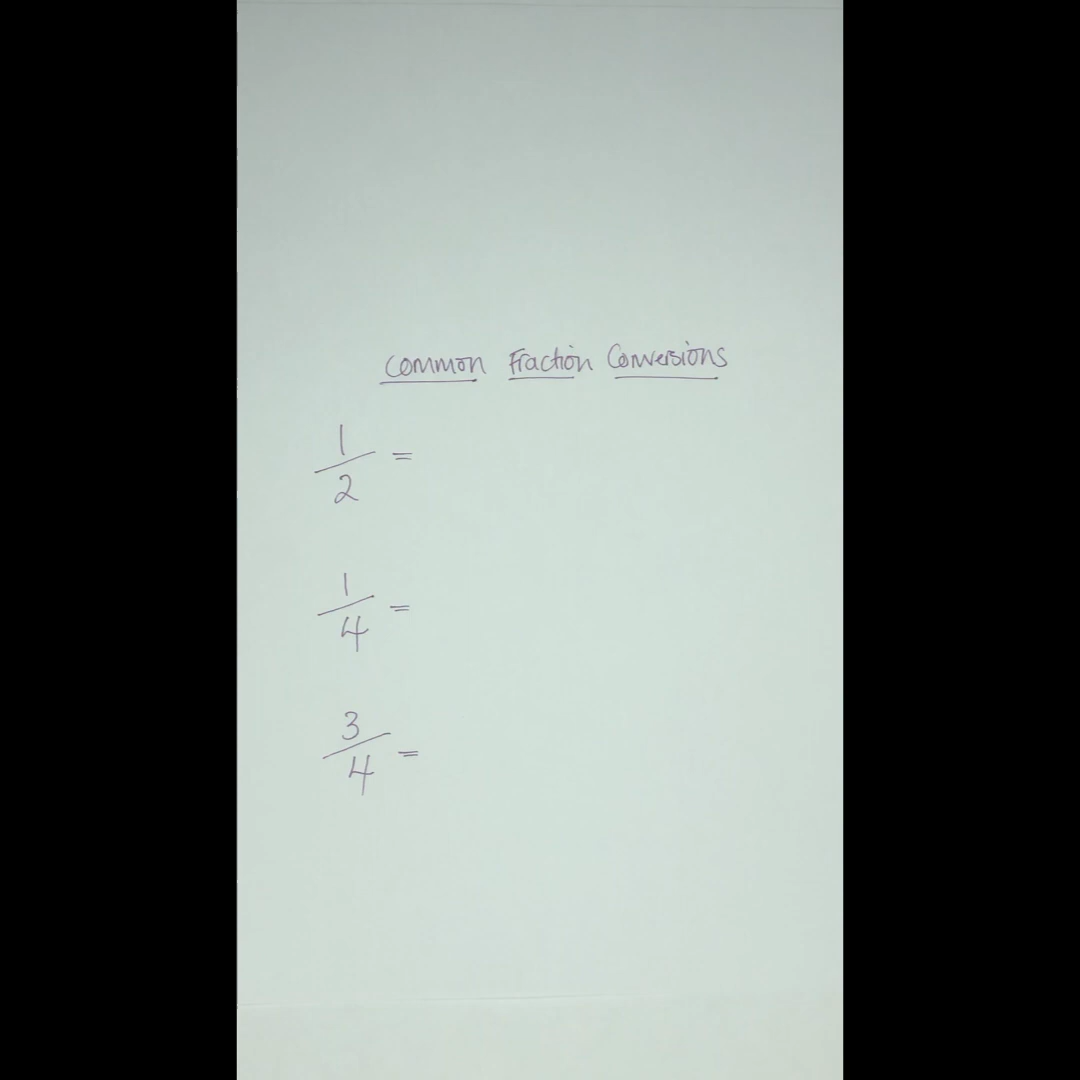 Common Fraction Conversions
1/2 =
1/4 =
3/4 =